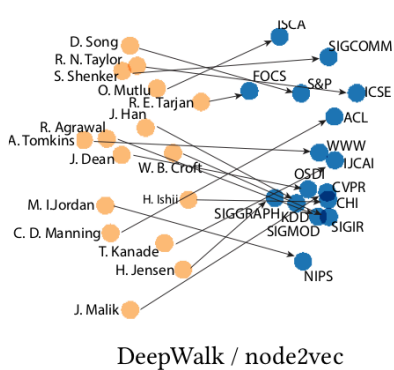 ISCA
D. Song
SIGCOMM
R. N. Taylor
S. Shenker
FOCS
S&P
ICSE
O. Mutlu
R. E. Tarjan
J. Han
ACL
R. Agrawal
A. Tomkins
WWW
J. Dean
IJCAI
W. B. Croft
OSDI
CVPR
H. Ishii
CHI
M. I.Jordan
SIGGRAPH
KDD
SIGIR
C. D. Manning
SIGMOD
T. Kanade
H. Jensen
NIPS
J. Malik
DeepWalk / node2vec